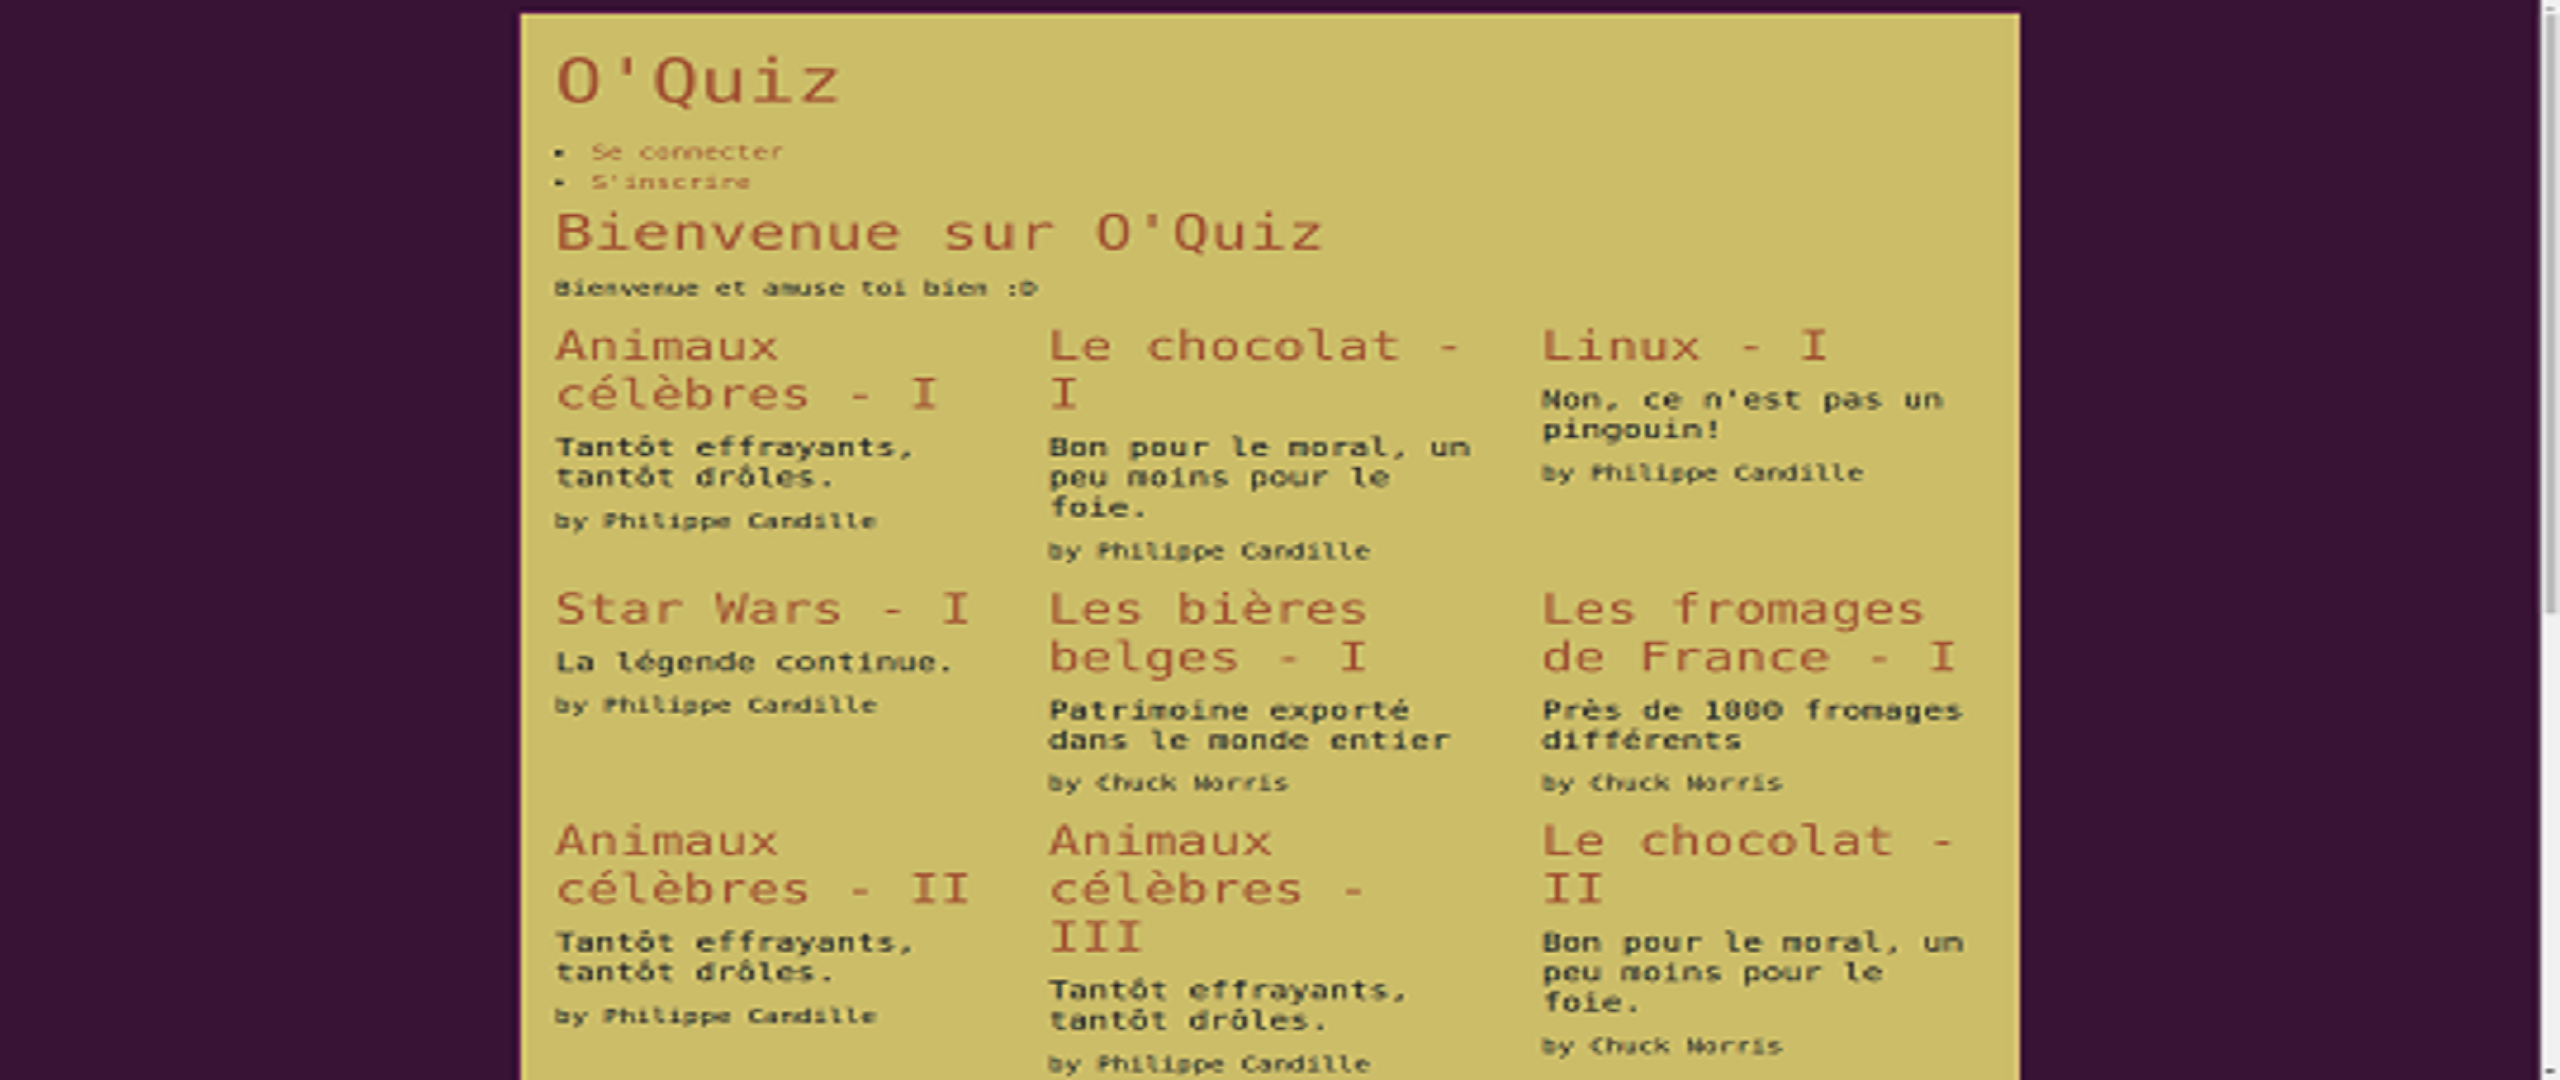 O'Quiz
Se connecter
S'inscrire
Bienvenue sur O'Quiz
Bienvenue et amuse toi bien :D
Animaux
célèbres - I
Tantôt effrayants,
tantôt drôles.
by Philippe Candille
Le chocolat -
I
Bon pour le moral, un
peu moins pour le
foie.
by Philippe Candille
Linux - I
Non, ce n'est pas un
pingouin!
by Philippe Candille
Star Wars - I
La légende continue.
by Philippe Candille
Les bières
belges - I
Patrimoine exporté
dans le monde entier
by Chuck Norris
Les fromages
de France - I
Près de 1000 fromages
différents
by Chuck Norris
Animaux
célèbres - II
Tantôt effrayants,
tantôt drôles.
by Philippe Candille
Animaux
célèbres -
III
Tantôt effrayants,
tantôt drôles.
by Philippe Candille
Le chocolat -
II
Bon pour le moral, un
peu moins pour le
foie.
by Chuck Norris